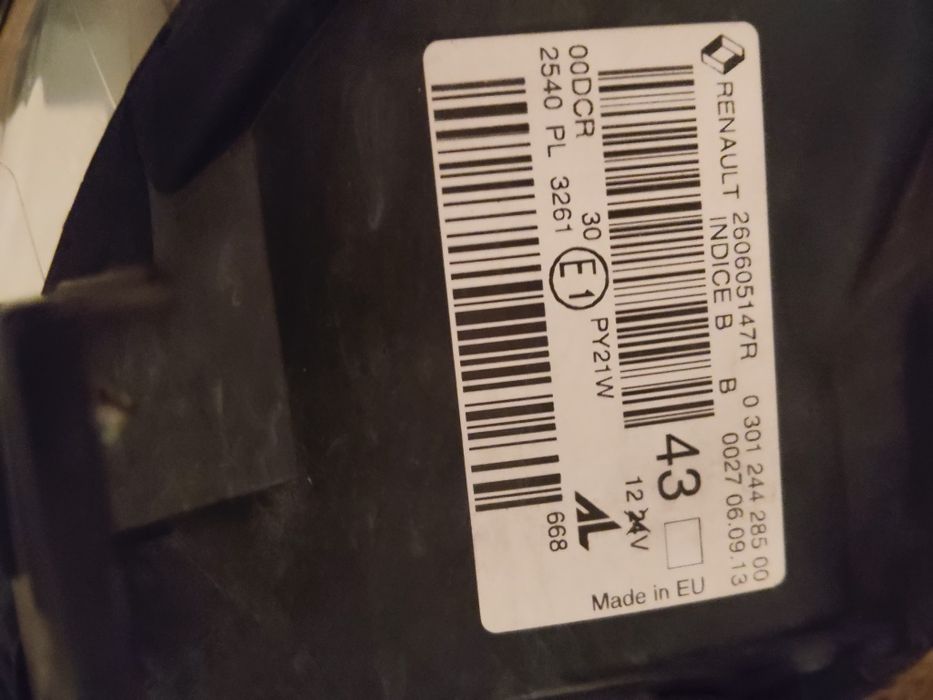 RENAULT 260605147R 0 301 244 285 00
INDICE B B 0027 06.09.13
43
00DCR 30 PY21W 12 24V
2540 PL 3261 E1 AL
668
Made in EU